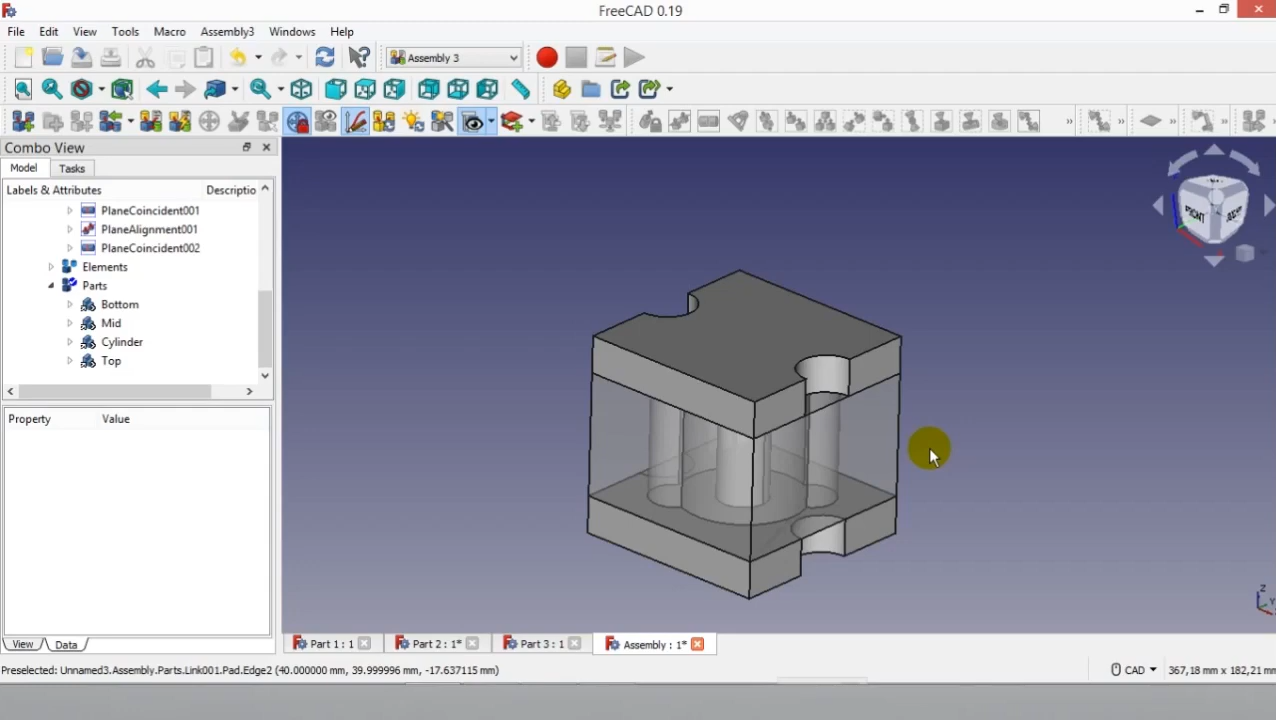 FreeCAD 0.19
File Edit View Tools Macro Assembly3 Windows Help
Assembly 3
Combo View
Model Tasks
Labels & Attributes Descriptio
PlaneCoincident001
PlaneAlignment001
PlaneCoincident002
Elements
Parts
Bottom
Mid
Cylinder
Top
Property Value
FRONT
Z
Y
View Data
Part 1 : 1 Part 2 : 1* Part 3 : 1 Assembly : 1*
Preselected: Unnamed3.Assembly.Parts.Link001.Pad.Edge2 (40.000000 mm, 39.999996 mm, -17.637115 mm)
CAD 367,18 mm x 182,21 mm